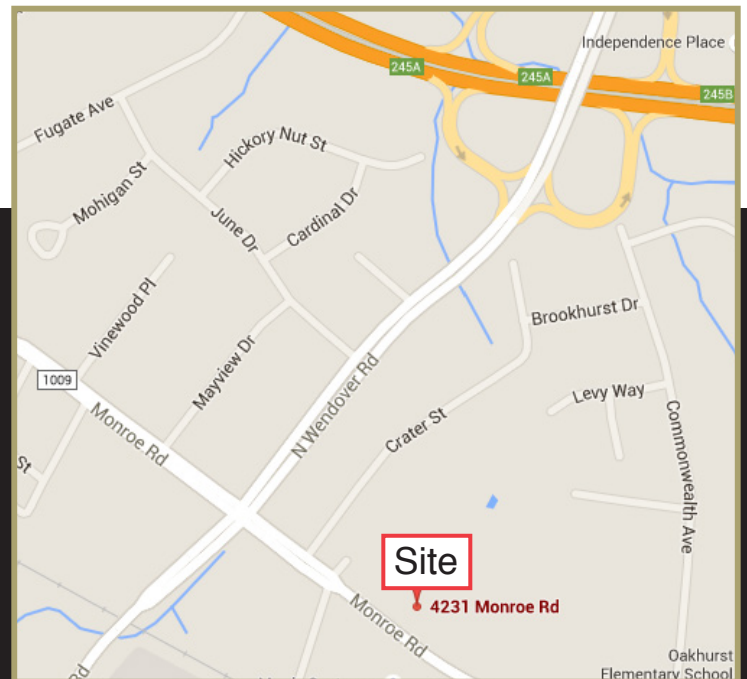 Independence Place
245A
245A
245B
Fugate Ave
Hickory Nut St
Mohigan St
June Dr
Cardinal Dr
Vinewood Pl
Brookhurst Dr
Mayview Dr
N Wendover Rd
Levy Way
1009
Monroe Rd
Crater St
Commonwealth Ave
St
Site
4231 Monroe Rd
Monroe Rd
Rd
Oakhurst
Elementary School